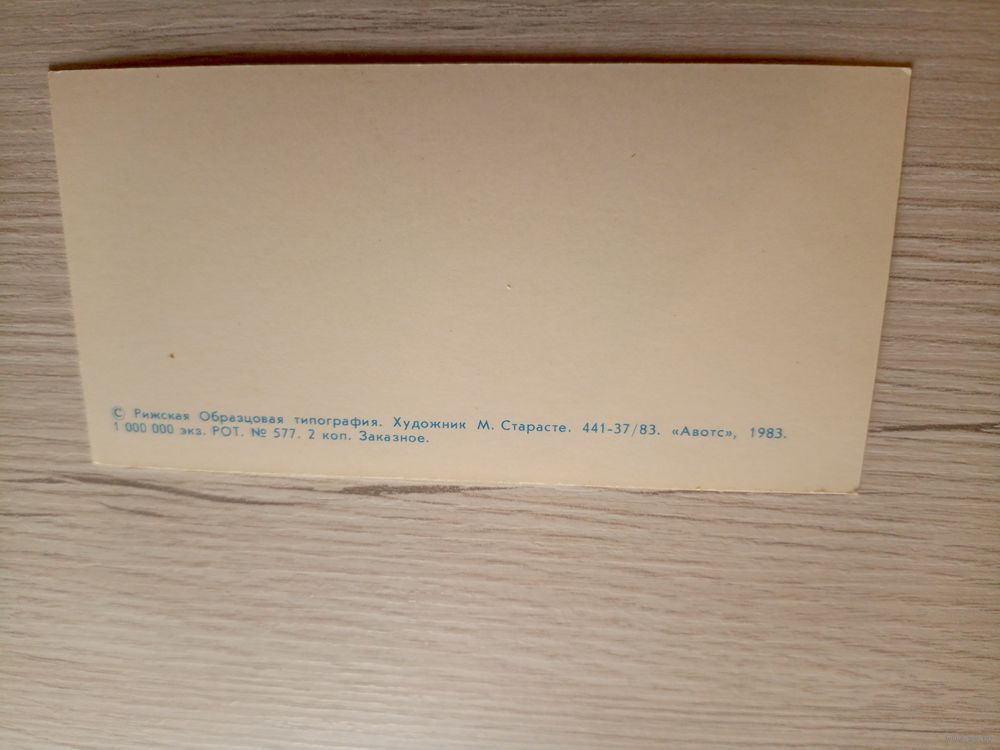 © Рижская Образцовая типография. Художник М. Старасте. 441-37/83. «Авотс», 1983.
1 000 000 экз. РОТ. № 577. 2 коп. Заказное.